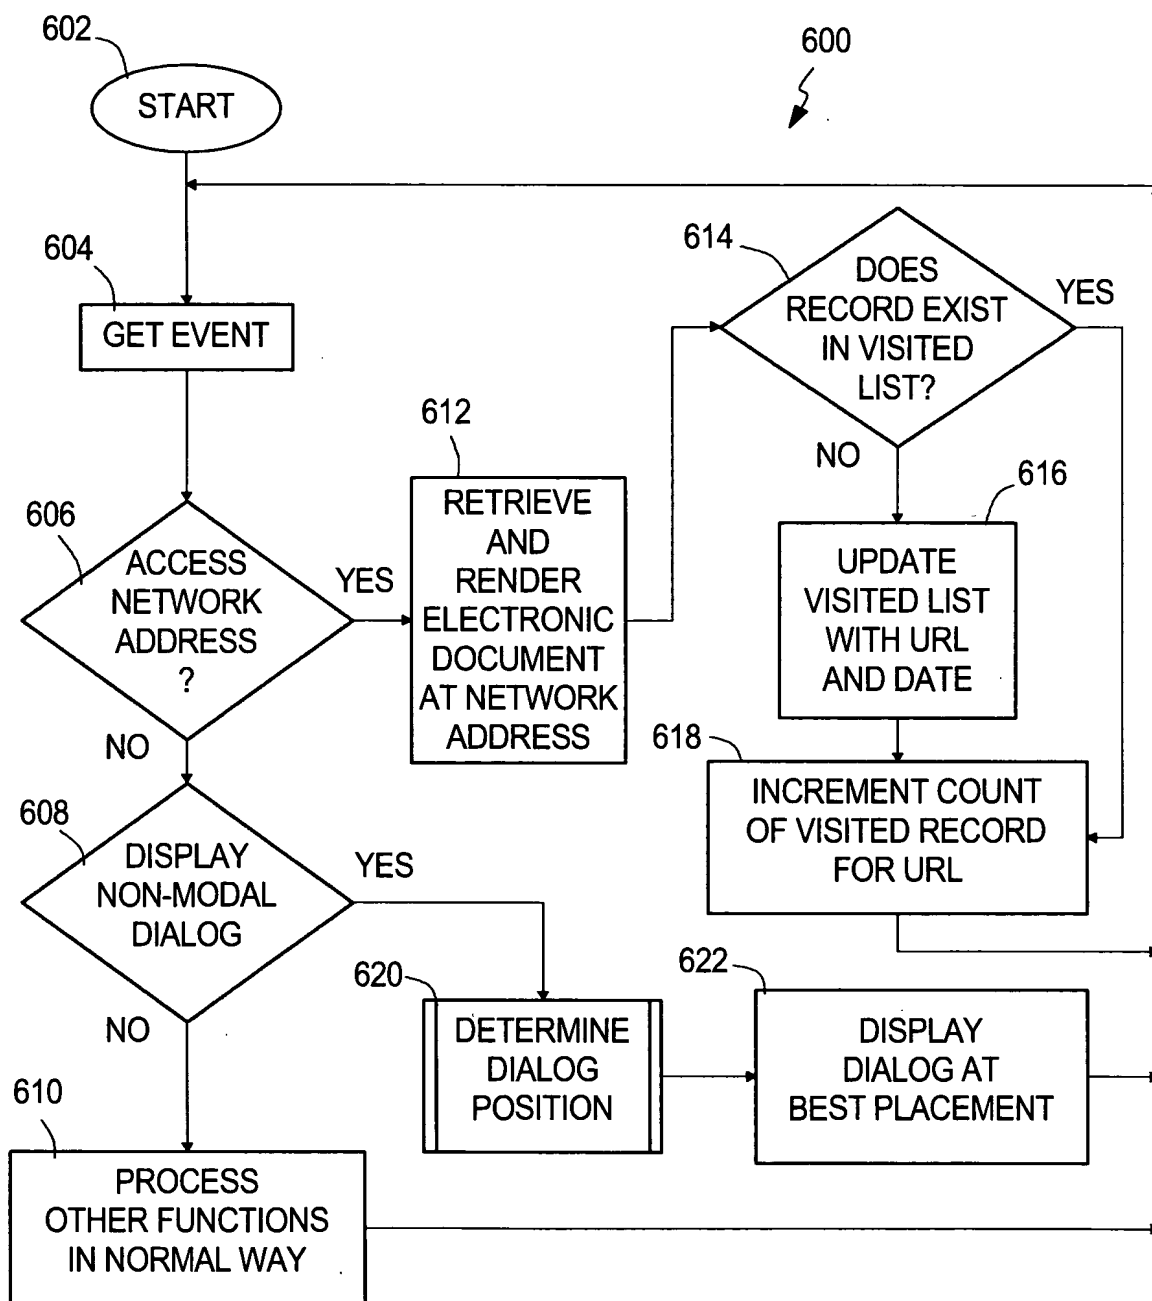 602
START
600
604
GET EVENT
614
DOES
RECORD EXIST
IN VISITED
LIST?
YES
NO
612
RETRIEVE
AND
RENDER
ELECTRONIC
DOCUMENT
AT NETWORK
ADDRESS
606
ACCESS
NETWORK
ADDRESS
?
YES
NO
616
UPDATE
VISITED LIST
WITH URL
AND DATE
618
INCREMENT COUNT
OF VISITED RECORD
FOR URL
608
DISPLAY
NON-MODAL
DIALOG
YES
NO
620
DETERMINE
DIALOG
POSITION
622
DISPLAY
DIALOG AT
BEST PLACEMENT
610
PROCESS
OTHER FUNCTIONS
IN NORMAL WAY